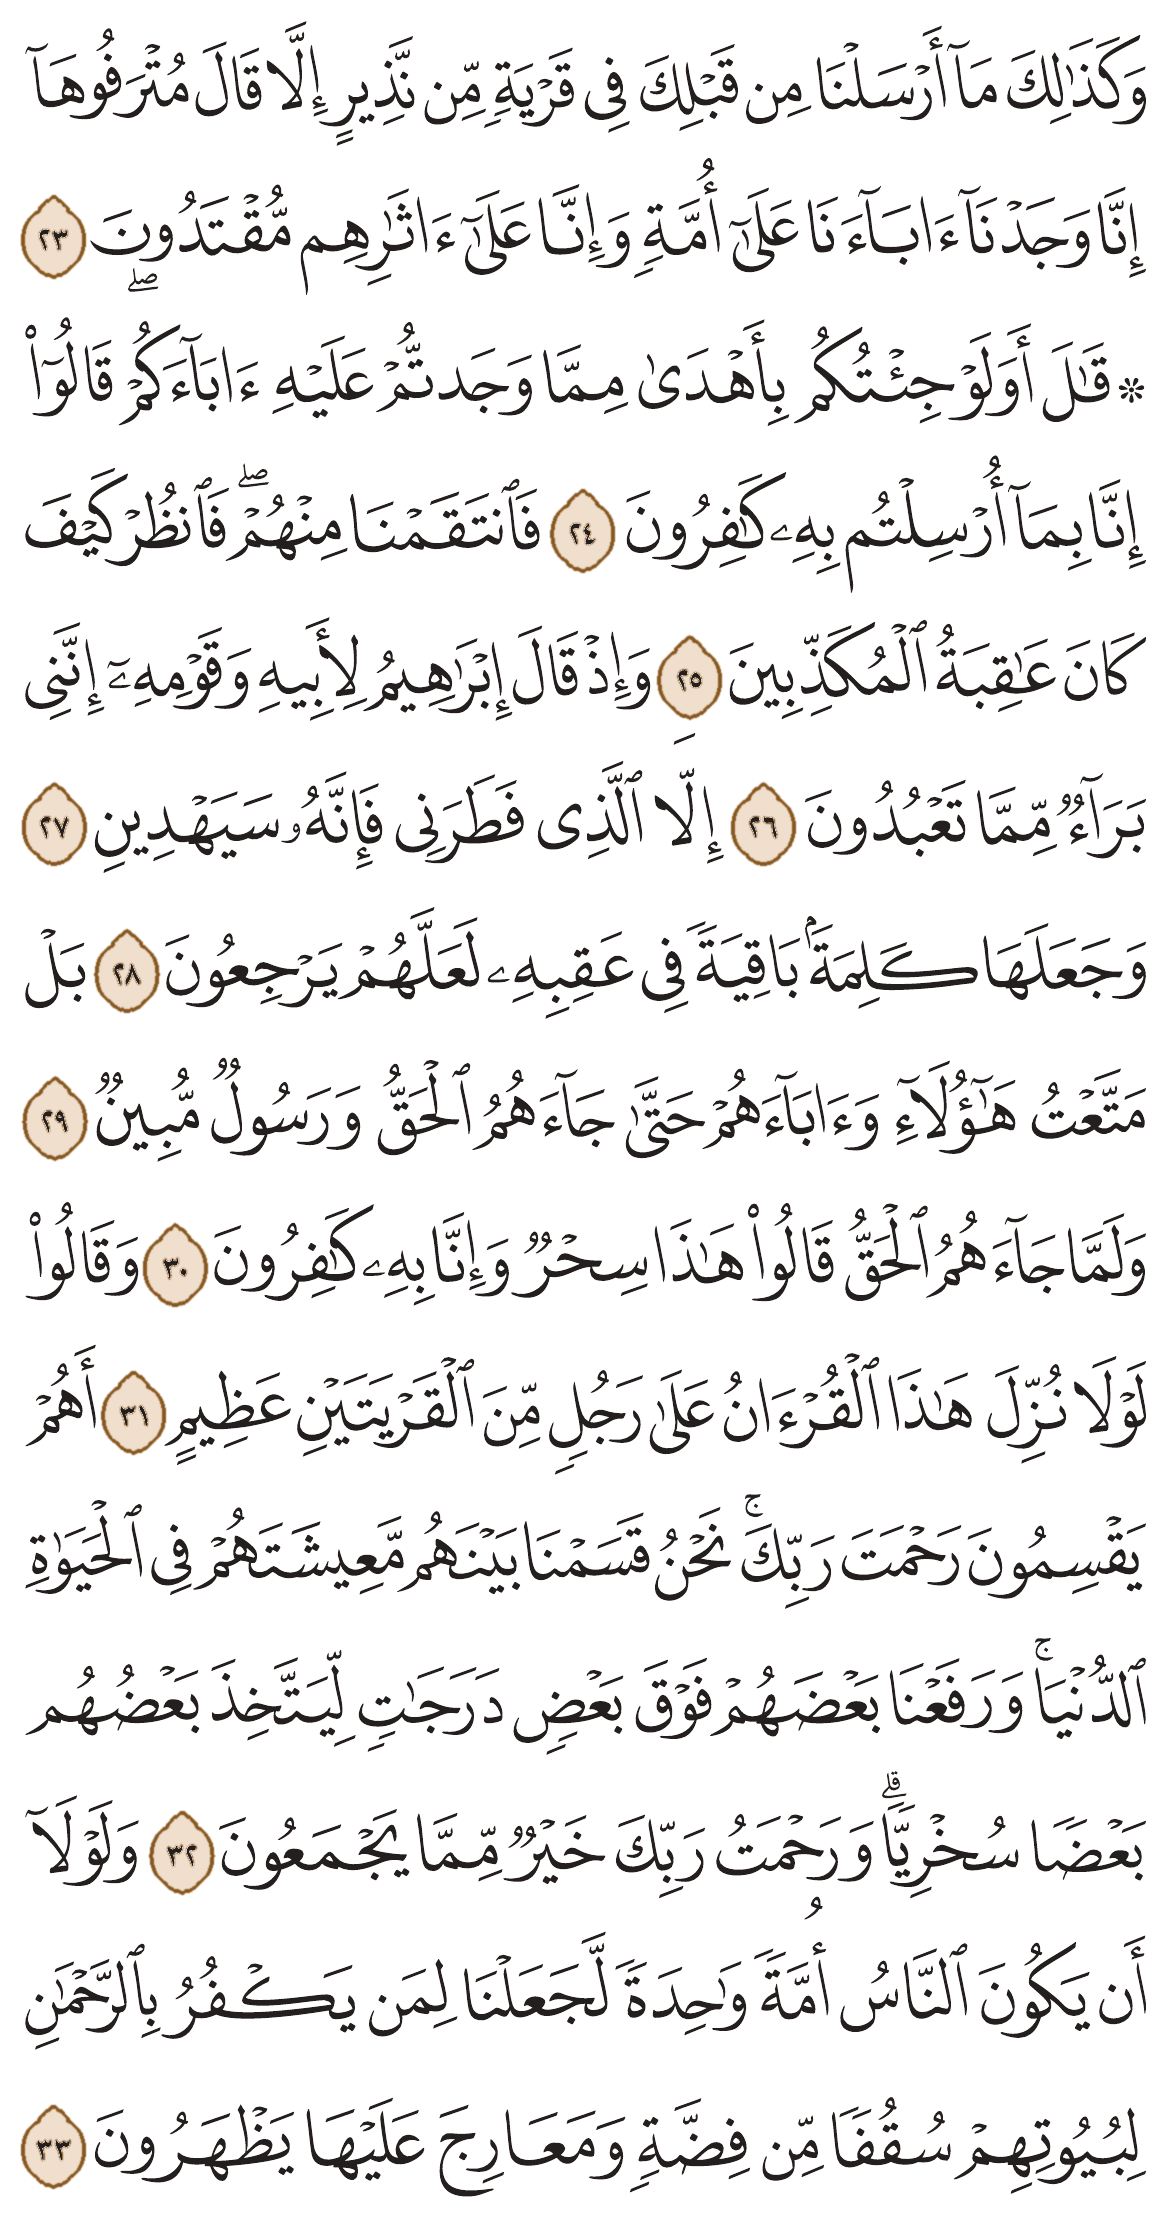 وَكَذَٰلِكَ مَآ أَرۡسَلۡنَا مِن قَبۡلِكَ فِى قَرۡيَةٖ مِّن نَّذِيرٍ إِلَّا قَالَ مُتۡرَفُوهَآ
إِنَّا وَجَدۡنَآ ءَابَآءَنَا عَلَىٰٓ أُمَّةٖ وَإِنَّا عَلَىٰٓ ءَاثَٰرِهِم مُّقۡتَدُونَ ٢٣
۞ قَٰلَ أَوَلَوۡ جِئۡتُكُم بِأَهۡدَىٰ مِمَّا وَجَدتُّمۡ عَلَيۡهِ ءَابَآءَكُمۡۖ قَالُوٓاْ
إِنَّا بِمَآ أُرۡسِلۡتُم بِهِۦ كَٰفِرُونَ ٢٤ فَٱنتَقَمۡنَا مِنۡهُمۡۖ فَٱنظُرۡ كَيۡفَ
كَانَ عَٰقِبَةُ ٱلۡمُكَذِّبِينَ ٢٥ وَإِذۡ قَالَ إِبۡرَٰهِيمُ لِأَبِيهِ وَقَوۡمِهِۦٓ إِنَّنِى
بَرَآءٞ مِّمَّا تَعۡبُدُونَ ٢٦ إِلَّا ٱلَّذِى فَطَرَنِى فَإِنَّهُۥ سَيَهۡدِينِ ٢٧
وَجَعَلَهَا كَلِمَةَۢ بَاقِيَةٗ فِى عَقِبِهِۦ لَعَلَّهُمۡ يَرۡجِعُونَ ٢٨ بَلۡ
مَتَّعۡتُ هَٰٓؤُلَآءِ وَءَابَآءَهُمۡ حَتَّىٰ جَآءَهُمُ ٱلۡحَقُّ وَرَسُولٞ مُّبِينٞ ٢٩
وَلَمَّا جَآءَهُمُ ٱلۡحَقُّ قَالُواْ هَٰذَا سِحۡرٞ وَإِنَّا بِهِۦ كَٰفِرُونَ ٣٠ وَقَالُواْ
لَوۡلَا نُزِّلَ هَٰذَا ٱلۡقُرۡءَانُ عَلَىٰ رَجُلٖ مِّنَ ٱلۡقَرۡيَتَيۡنِ عَظِيمٍ ٣١ أَهُمۡ
يَقۡسِمُونَ رَحۡمَتَ رَبِّكَۚ نَحۡنُ قَسَمۡنَا بَيۡنَهُم مَّعِيشَتَهُمۡ فِى ٱلۡحَيَوٰةِ
ٱلدُّنۡيَاۚ وَرَفَعۡنَا بَعۡضَهُمۡ فَوۡقَ بَعۡضٖ دَرَجَٰتٖ لِّيَتَّخِذَ بَعۡضُهُم
بَعۡضٗا سُخۡرِيّٗاۗ وَرَحۡمَتُ رَبِّكَ خَيۡرٞ مِّمَّا يَجۡمَعُونَ ٣٢ وَلَوۡلَآ
أَن يَكُونَ ٱلنَّاسُ أُمَّةٗ وَٰحِدَةٗ لَّجَعَلۡنَا لِمَن يَكۡفُرُ بِٱلرَّحۡمَٰنِ
لِبُيُوتِهِمۡ سُقُفٗا مِّن فِضَّةٖ وَمَعَارِجَ عَلَيۡهَا يَظۡهَرُونَ ٣٣